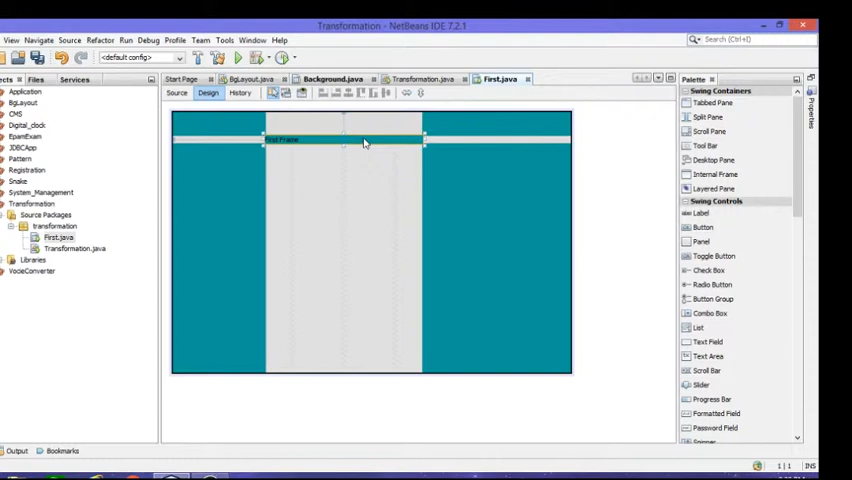 Transformation - NetBeans IDE 7.2.1
View Navigate Source Refactor Run Debug Profile Team Tools Window Help
Search (Ctrl+I)
<default config>
Files Services
Start Page BgLayout.java Background.java Transformation.java First.java
Source Design History
Application
BgLayout
CMS
Digital_clock
EpamExam
JDBCApp
Pattern
Registration
Snake
System_Management
Transformation
Source Packages
transformation
First.java
Transformation.java
Libraries
VocieConverter
First Frame
Palette
Properties
Swing Containers
Tabbed Pane
Split Pane
Scroll Pane
Tool Bar
Desktop Pane
Internal Frame
Layered Pane
Swing Controls
Label
Button
Panel
Toggle Button
Check Box
Radio Button
Button Group
Combo Box
List
Text Field
Text Area
Scroll Bar
Slider
Progress Bar
Formatted Field
Password Field
Spinner
Output Bookmarks
1 | 1 INS